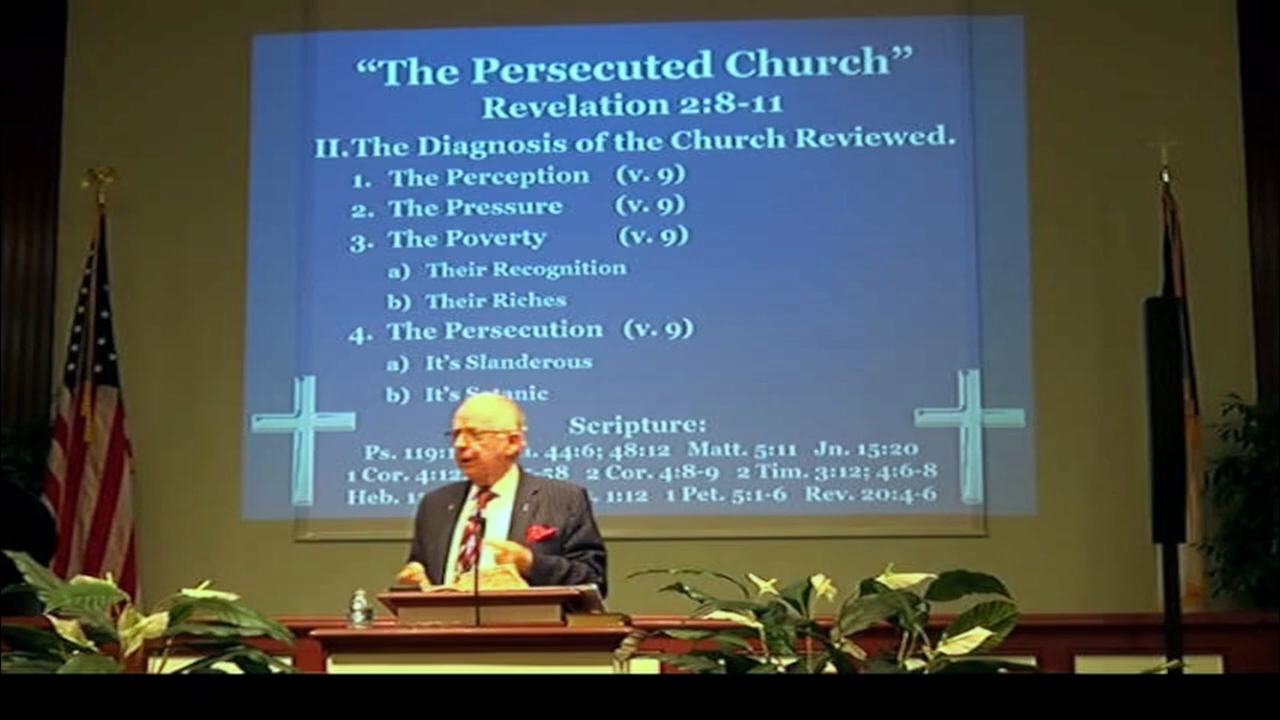 “The Persecuted Church”
Revelation 2:8-11
II.The Diagnosis of the Church Reviewed.
1. The Perception (v. 9)
2. The Pressure (v. 9)
3. The Poverty (v. 9)
a) Their Recognition
b) Their Riches
4. The Persecution (v. 9)
a) It’s Slanderous
b) It’s Satanic
Scripture:
Ps. 44:6; 48:12 Matt. 5:11 Jn. 15:20
1 Cor. 2 Cor. 4:8-9 2 Tim. 3:12; 4:6-8
Heb. 1:12 1 Pet. 5:1-6 Rev. 20:4-6